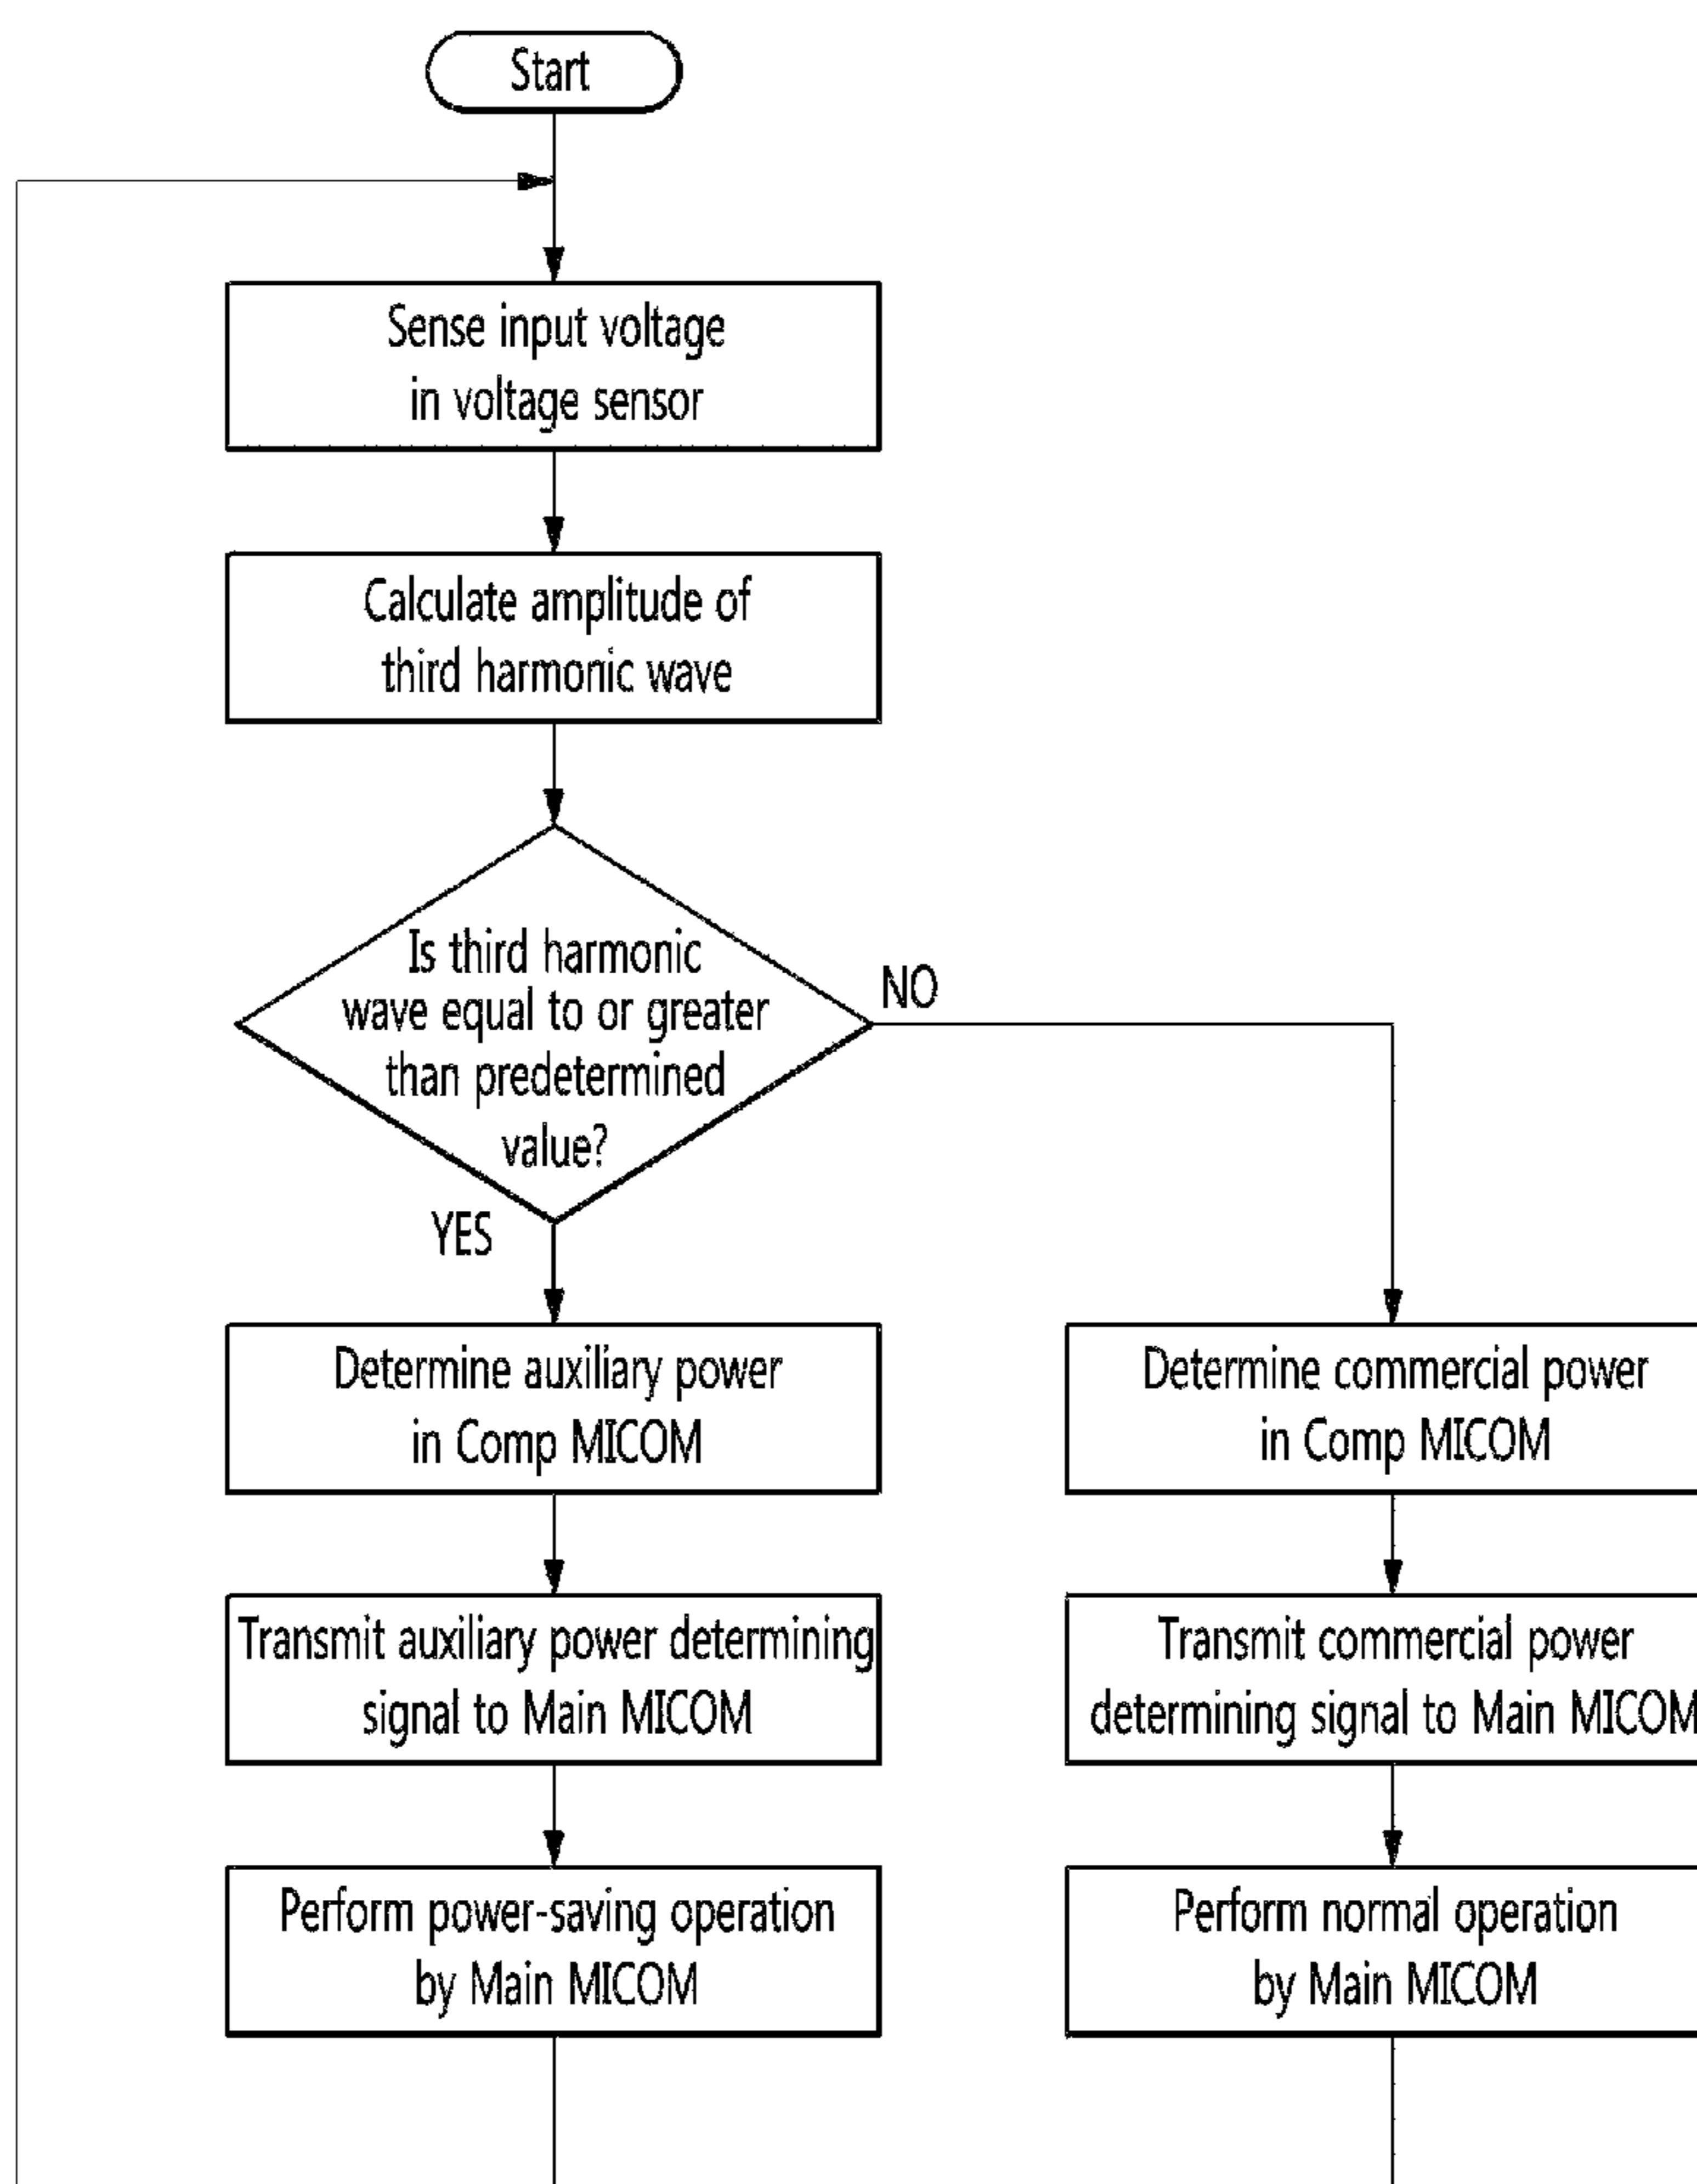 Start
Sense input voltage
in voltage sensor
Calculate amplitude of
third harmonic wave
Is third harmonic
wave equal to or greater
than predetermined
value?
NO
YES
Determine auxiliary power
in Comp MICOM
Determine commercial power
in Comp MICOM
Transmit auxiliary power determining
signal to Main MICOM
Transmit commercial power
determining signal to Main MICOM
Perform power-saving operation
by Main MICOM
Perform normal operation
by Main MICOM